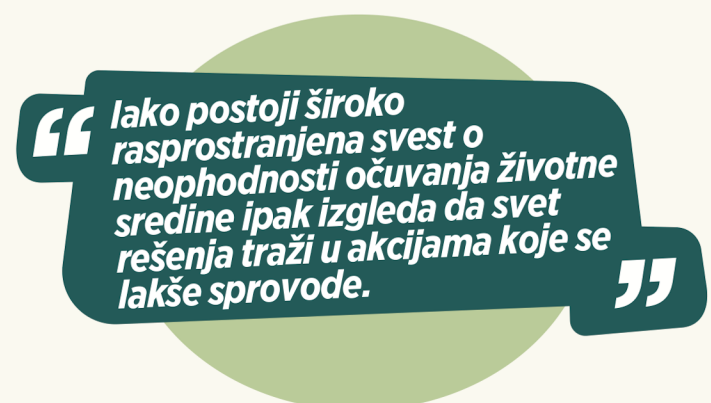 “Iako postoji široko
rasprostranjena svest o
neophodnosti očuvanja životne
sredine ipak izgleda da svet
rešenja traži u akcijama koje se
lakše sprovode.”